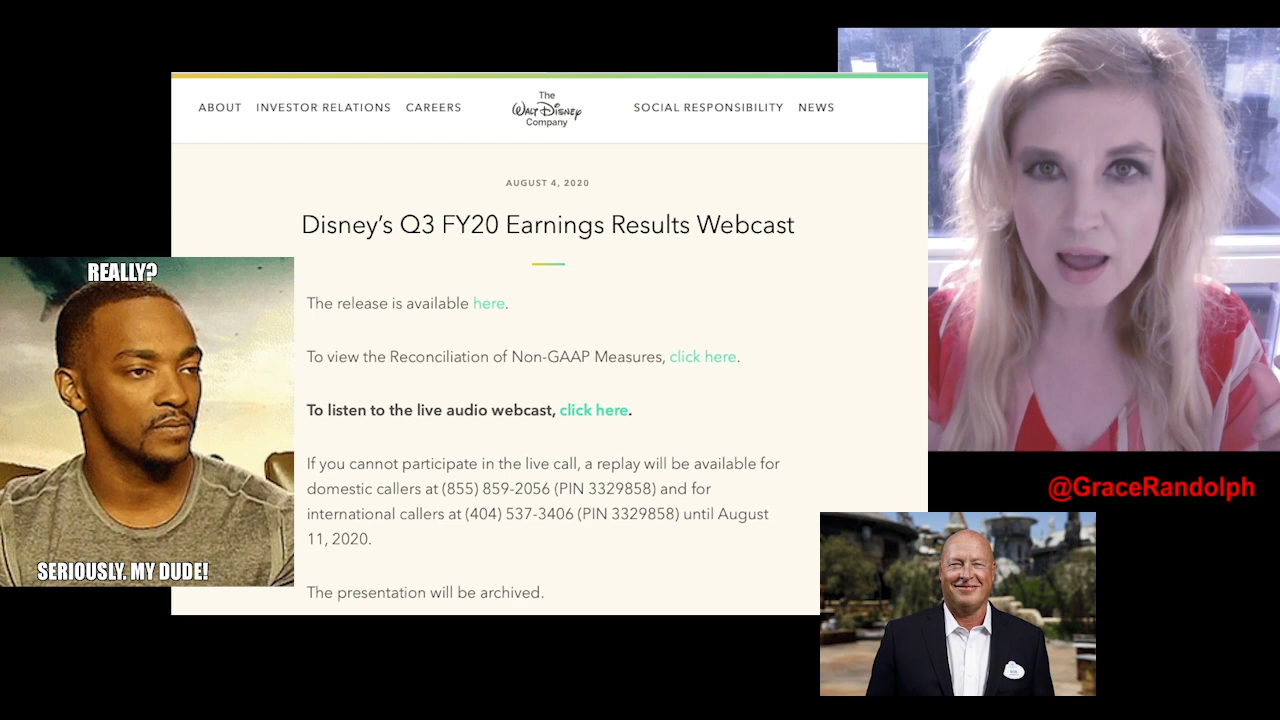 ABOUT INVESTOR RELATIONS CAREERS
The
WALT DISNEY
Company
SOCIAL RESPONSIBILITY NEWS
AUGUST 4, 2020
Disney’s Q3 FY20 Earnings Results Webcast
The release is available here.
To view the Reconciliation of Non-GAAP Measures, click here.
To listen to the live audio webcast, click here.
If you cannot participate in the live call, a replay will be available for
domestic callers at (855) 859-2056 (PIN 3329858) and for
international callers at (404) 537-3406 (PIN 3329858) until August
11, 2020.
The presentation will be archived.
REALLY?
SERIOUSLY. MY DUDE!
@GraceRandolph